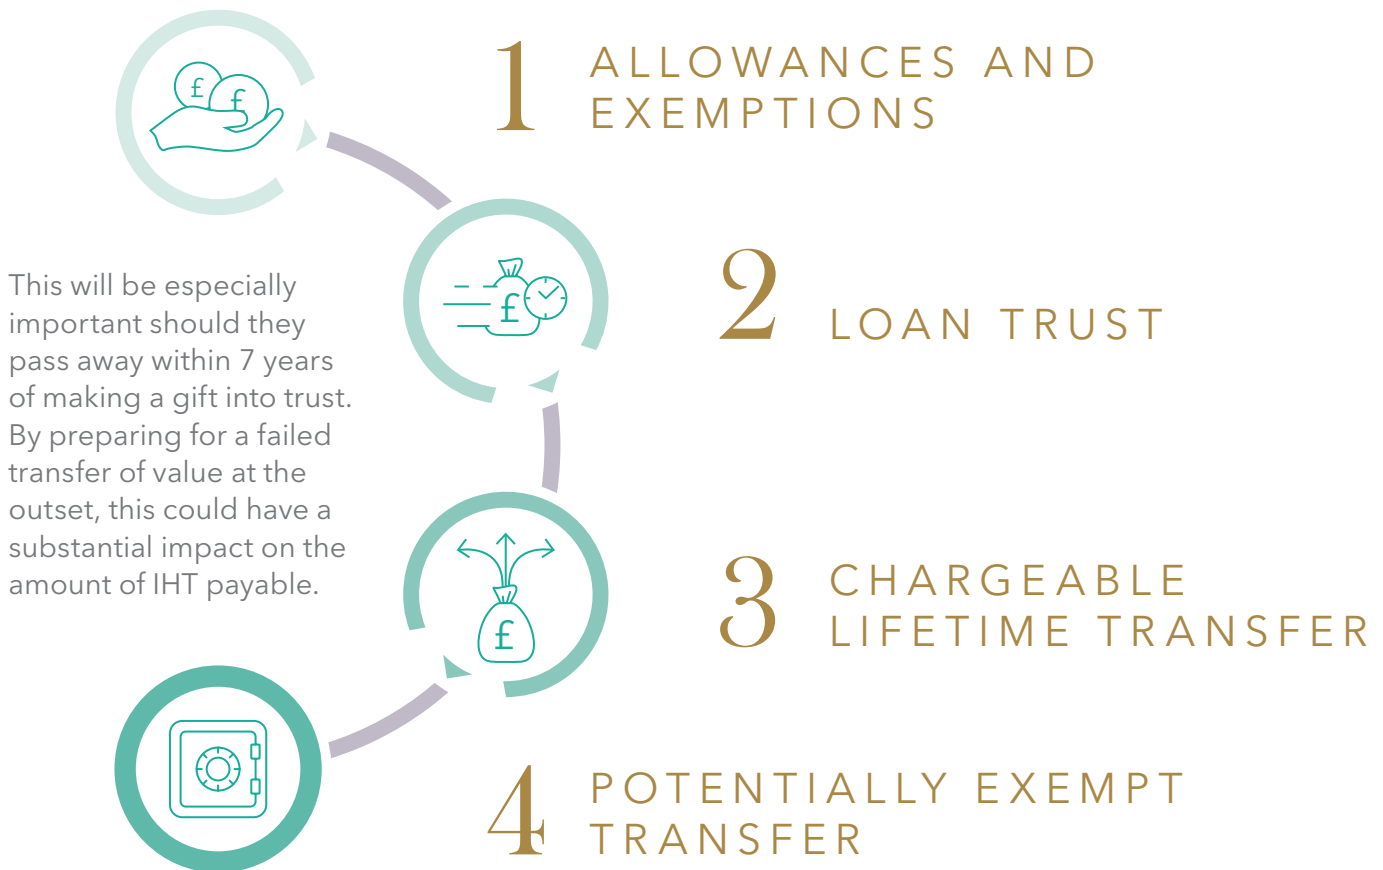 1 ALLOWANCES AND
EXEMPTIONS
£ £
This will be especially
important should they
pass away within 7 years
of making a gift into trust.
By preparing for a failed
transfer of value at the
outset, this could have a
substantial impact on the
amount of IHT payable.
£
2 LOAN TRUST
£
3 CHARGEABLE
LIFETIME TRANSFER
4 POTENTIALLY EXEMPT
TRANSFER